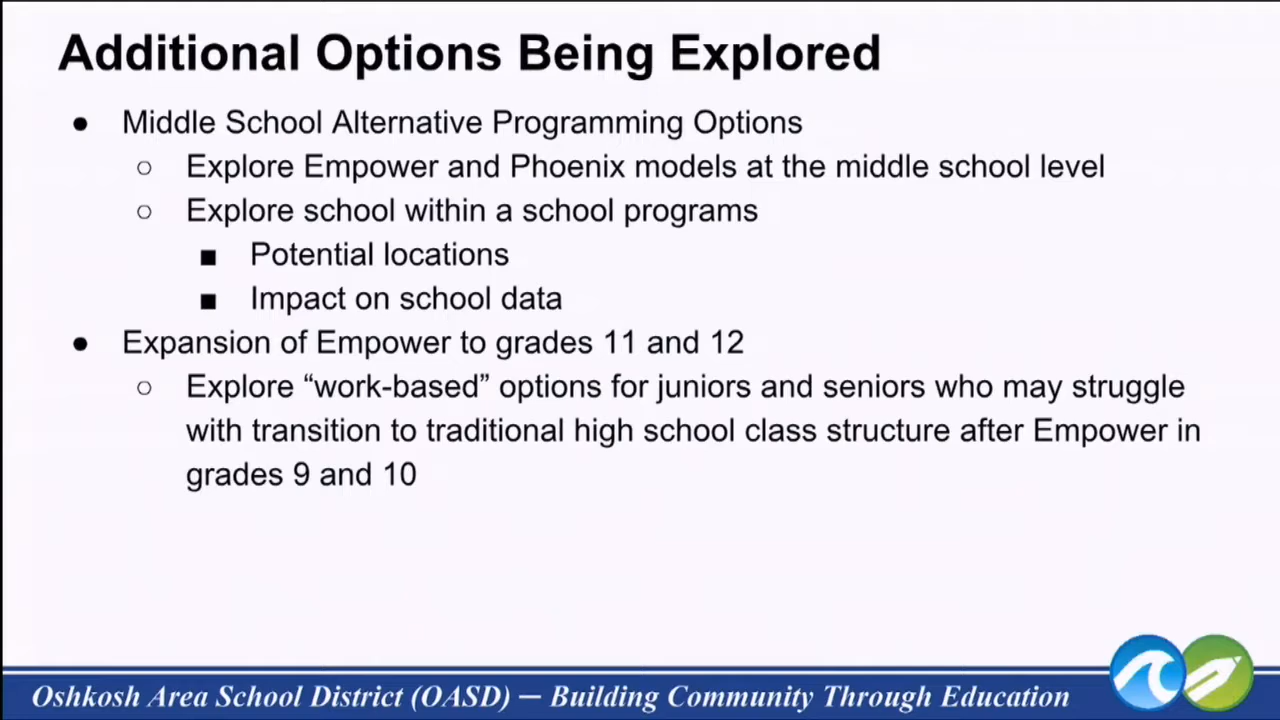 Additional Options Being Explored
● Middle School Alternative Programming Options
○ Explore Empower and Phoenix models at the middle school level
○ Explore school within a school programs
■ Potential locations
■ Impact on school data
● Expansion of Empower to grades 11 and 12
○ Explore “work-based” options for juniors and seniors who may struggle
with transition to traditional high school class structure after Empower in
grades 9 and 10
Oshkosh Area School District (OASD) — Building Community Through Education